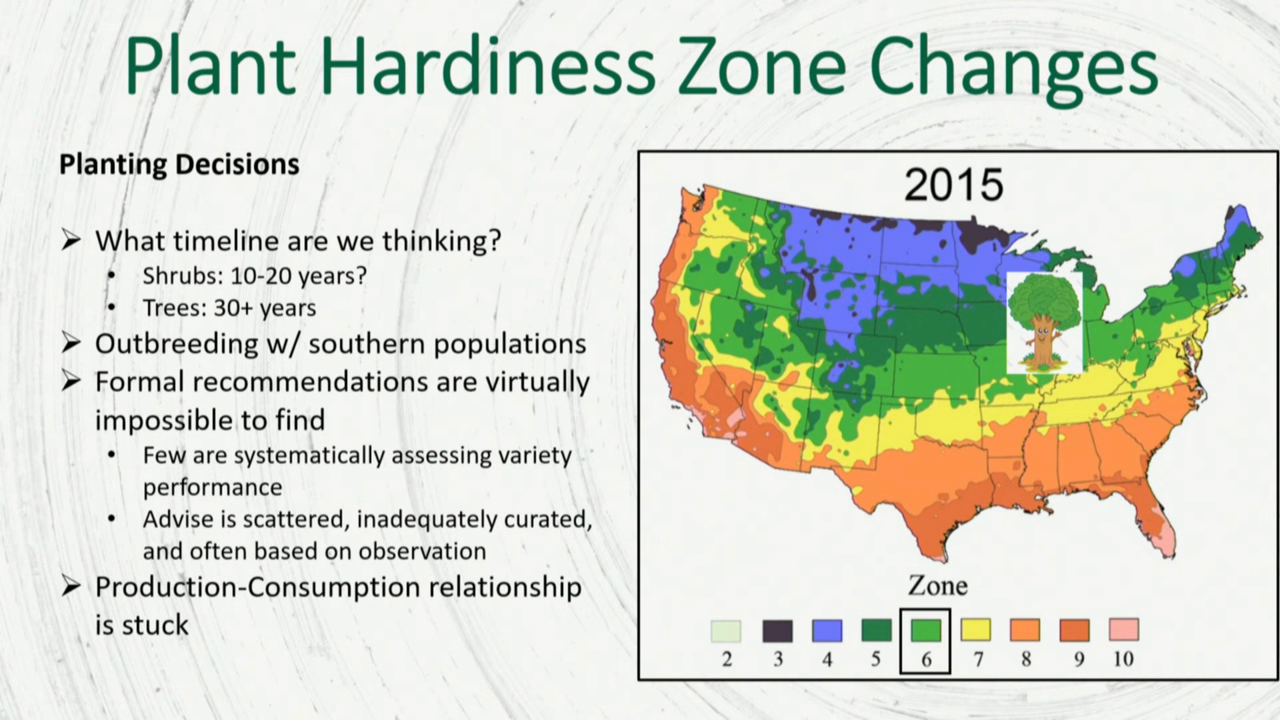 Plant Hardiness Zone Changes
Planting Decisions
What timeline are we thinking?
Shrubs: 10-20 years?
Trees: 30+ years
Outbreeding w/ southern populations
Formal recommendations are virtually
impossible to find
Few are systematically assessing variety
performance
Advise is scattered, inadequately curated,
and often based on observation
Production-Consumption relationship
is stuck
2015
Zone
2 3 4 5 6 7 8 9 10